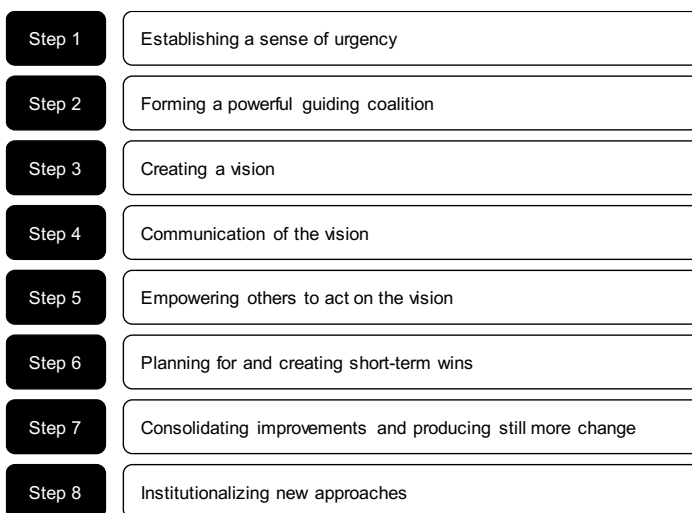 Step 1 Establishing a sense of urgency
Step 2 Forming a powerful guiding coalition
Step 3 Creating a vision
Step 4 Communication of the vision
Step 5 Empowering others to act on the vision
Step 6 Planning for and creating short-term wins
Step 7 Consolidating improvements and producing still more change
Step 8 Institutionalizing new approaches